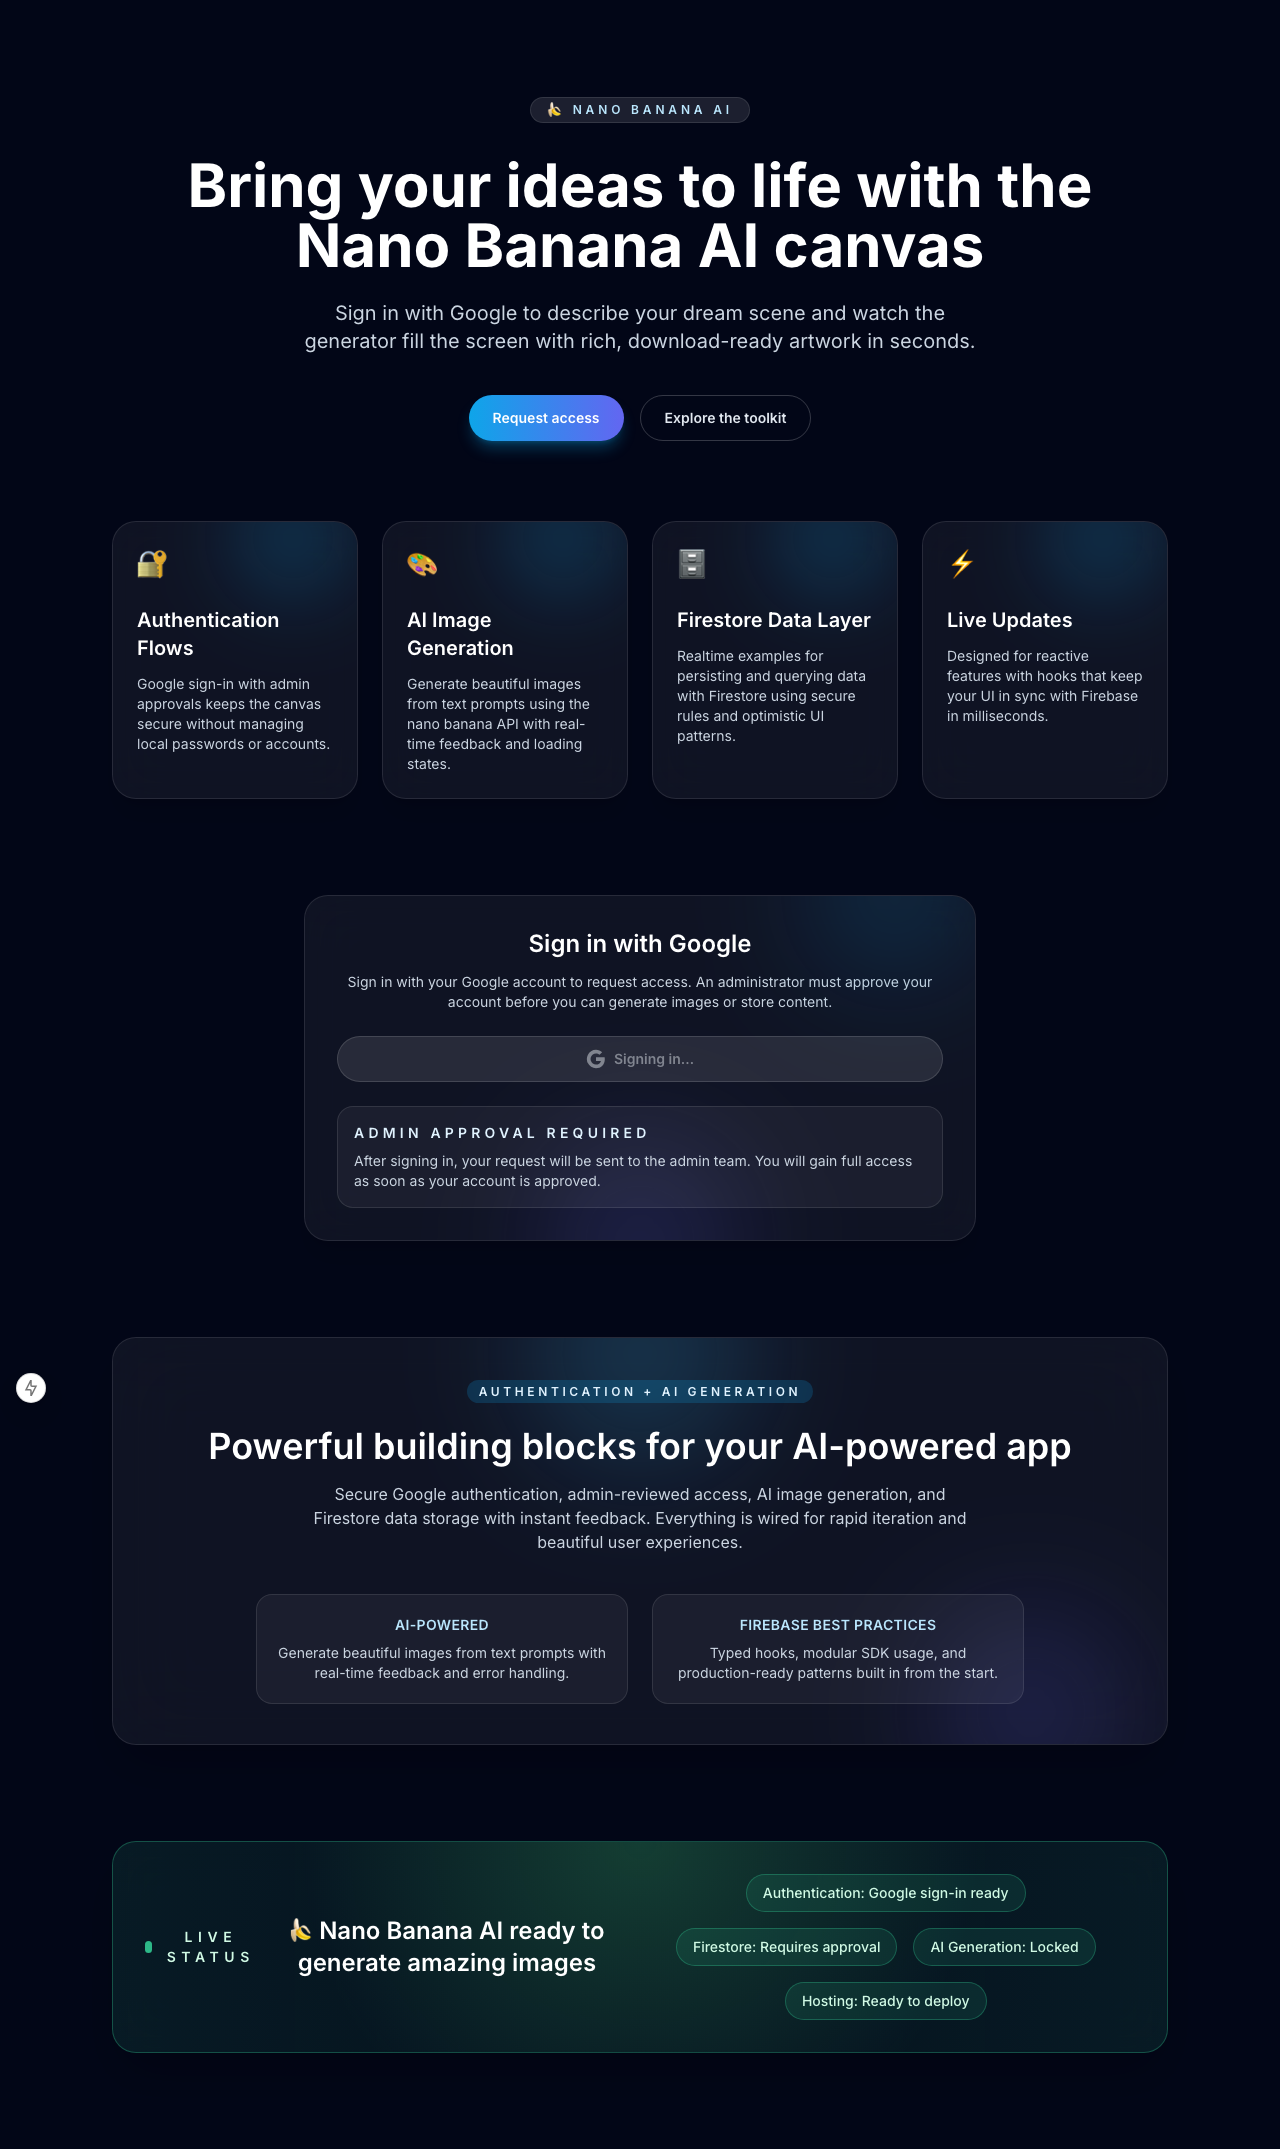 🍌 NANO BANANA AI
Bring your ideas to life with the
Nano Banana AI canvas
Sign in with Google to describe your dream scene and watch the
generator fill the screen with rich, download-ready artwork in seconds.
Request access
Explore the toolkit
Authentication
Flows
Google sign-in with admin
approvals keeps the canvas
secure without managing
local passwords or accounts.
AI Image
Generation
Generate beautiful images
from text prompts using the
nano banana API with real-
time feedback and loading
states.
Firestore Data Layer
Realtime examples for
persisting and querying data
with Firestore using secure
rules and optimistic UI
patterns.
Live Updates
Designed for reactive
features with hooks that keep
your UI in sync with Firebase
in milliseconds.
Sign in with Google
Sign in with your Google account to request access. An administrator must approve your
account before you can generate images or store content.
Signing in...
ADMIN APPROVAL REQUIRED
After signing in, your request will be sent to the admin team. You will gain full access
as soon as your account is approved.
AUTHENTICATION + AI GENERATION
Powerful building blocks for your AI-powered app
Secure Google authentication, admin-reviewed access, AI image generation, and
Firestore data storage with instant feedback. Everything is wired for rapid iteration and
beautiful user experiences.
AI-POWERED
Generate beautiful images from text prompts with
real-time feedback and error handling.
FIREBASE BEST PRACTICES
Typed hooks, modular SDK usage, and
production-ready patterns built in from the start.
LIVE
STATUS
🍌 Nano Banana AI ready to
generate amazing images
Authentication: Google sign-in ready
Firestore: Requires approval
AI Generation: Locked
Hosting: Ready to deploy